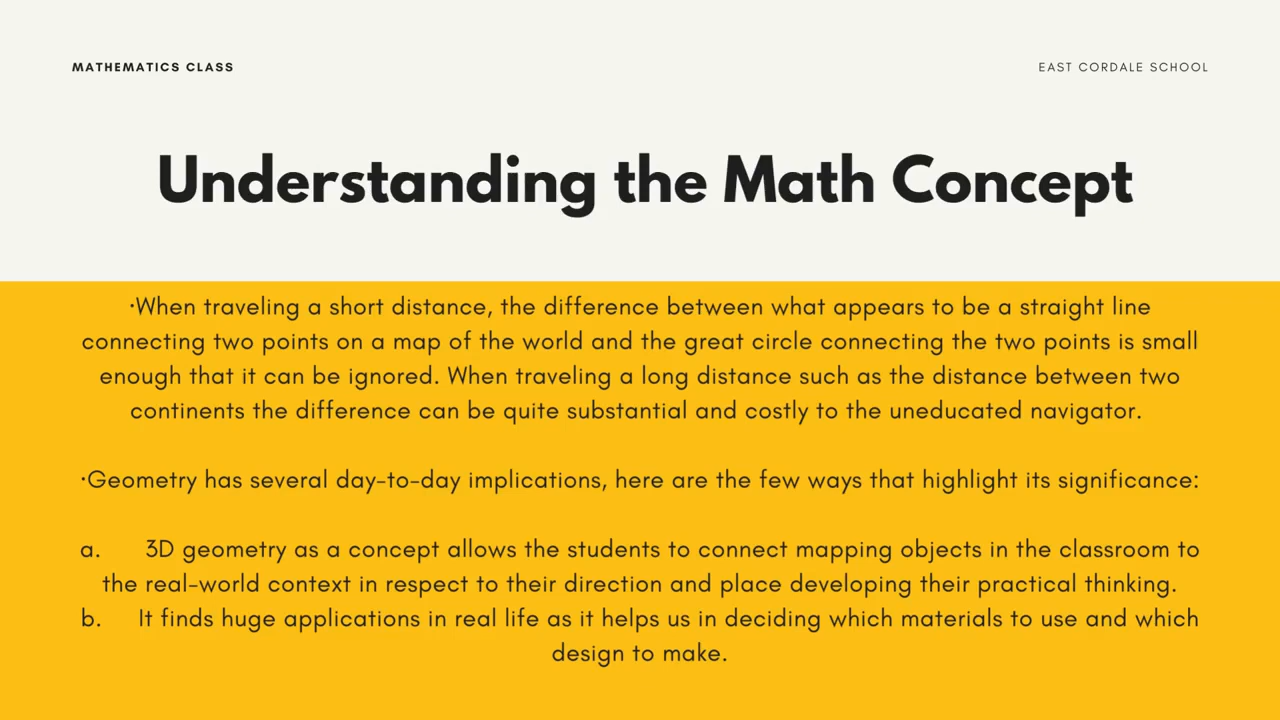 MATHEMATICS CLASS
EAST CORDALE SCHOOL
Understanding the Math Concept
·When traveling a short distance, the difference between what appears to be a straight line
connecting two points on a map of the world and the great circle connecting the two points is small
enough that it can be ignored. When traveling a long distance such as the distance between two
continents the difference can be quite substantial and costly to the uneducated navigator.
·Geometry has several day-to-day implications, here are the few ways that highlight its significance:
a. 3D geometry as a concept allows the students to connect mapping objects in the classroom to
the real-world context in respect to their direction and place developing their practical thinking.
b. It finds huge applications in real life as it helps us in deciding which materials to use and which
design to make.